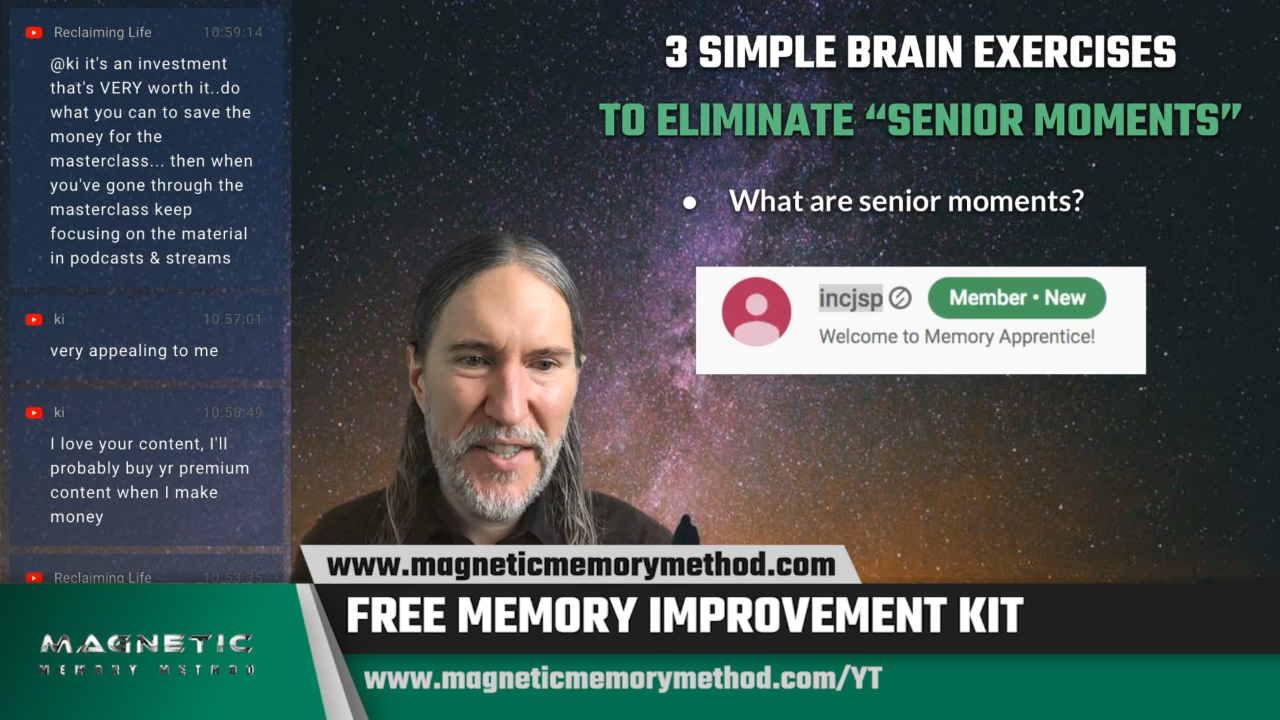 Reclaiming Life 10:59:14
@ki it's an investment
that's VERY worth it..do
what you can to save the
money for the
masterclass... then when
you've gone through the
masterclass keep
focusing on the material
in podcasts & streams
ki 10:57:01
very appealing to me
ki 10:56:49
I love your content, I'll
probably buy yr premium
content when I make
money
Reclaiming Life 10:53:35
3 SIMPLE BRAIN EXERCISES
TO ELIMINATE “SENIOR MOMENTS”
● What are senior moments?
incjsp Member • New
Welcome to Memory Apprentice!
www.magneticmemorymethod.com
FREE MEMORY IMPROVEMENT KIT
www.magneticmemorymethod.com/YT
MAGNETIC
MEMORY METHOD